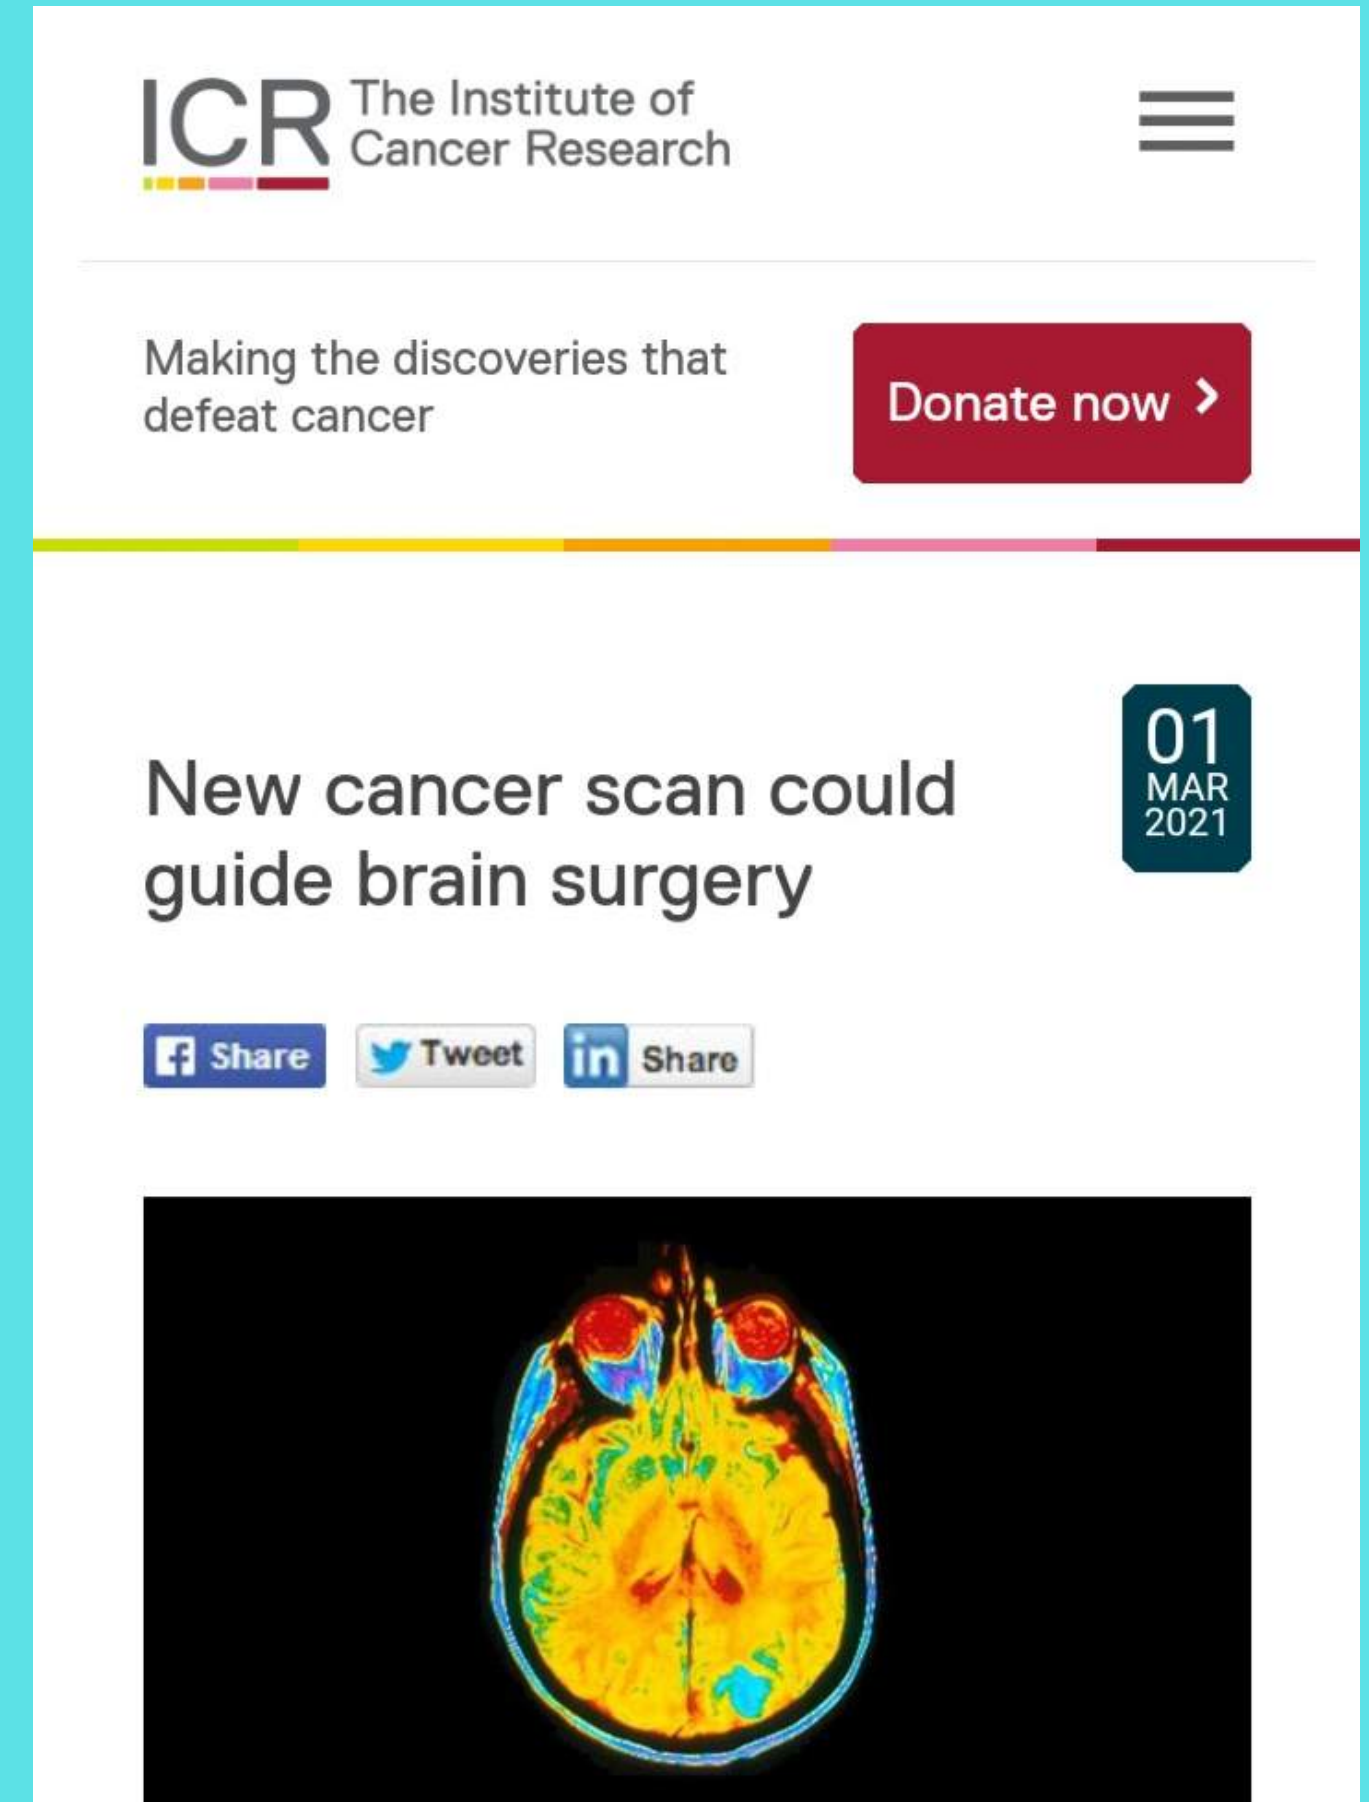 ICR The Institute of
Cancer Research
Making the discoveries that
defeat cancer
Donate now
01
MAR
2021
New cancer scan could
guide brain surgery
f Share
Tweet
in Share